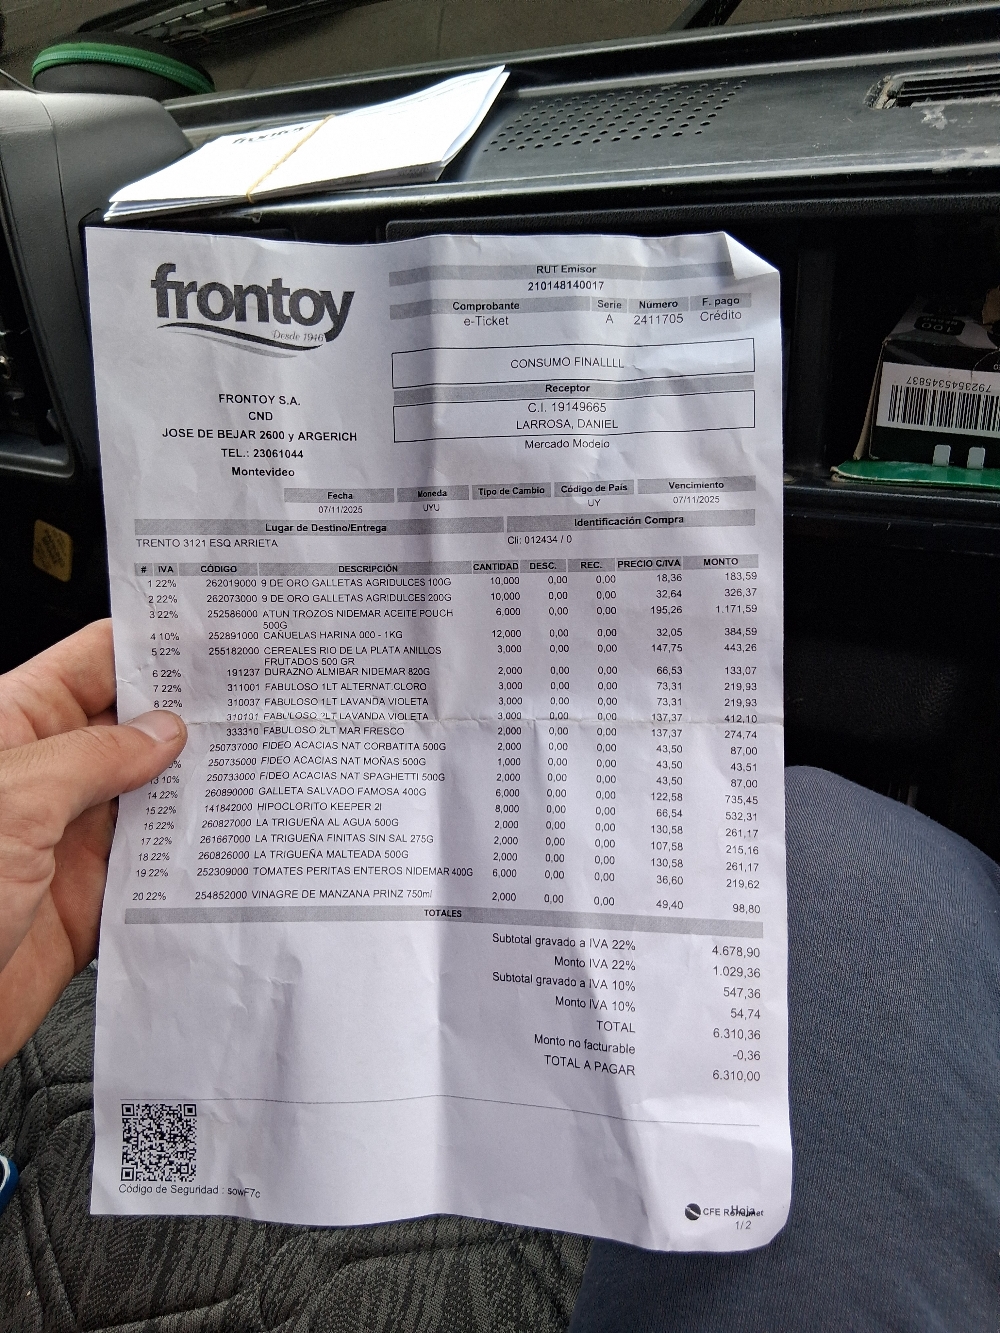 frontoy
Desde 1946
FRONTOY S.A.
CND
JOSE DE BEJAR 2600 y ARGERICH
TEL.: 23061044
Montevideo
RUT Emisor
210148140017
Comprobante Serie Número F. pago
e-Ticket A 2411705 Crédito
CONSUMO FINALLLL
Receptor
C.I. 19149665
LARROSA, DANIEL
Mercado Modelo
Fecha Moneda Tipo de Cambio Código de País Vencimiento
07/11/2025 UYU UY 07/11/2025
Lugar de Destino/Entrega Identificación Compra
TRENTO 3121 ESQ ARRIETA Cli: 012434 / 0
# IVA CÓDIGO DESCRIPCIÓN CANTIDAD DESC. REC. PRECIO C/IVA MONTO
1 22% 262019000 9 DE ORO GALLETAS AGRIDULCES 100G 10,000 0,00 0,00 18,36 183,59
2 22% 262073000 9 DE ORO GALLETAS AGRIDULCES 200G 10,000 0,00 0,00 32,64 326,37
3 22% 252586000 ATUN TROZOS NIDEMAR ACEITE POUCH 6.000 0,00 0,00 195,26 1.171,59
500G
4 10% 252891000 CAÑUELAS HARINA 000 - 1KG 12,000 0,00 0,00 32,05 384,59
5 22% 255182000 CEREALES RIO DE LA PLATA ANILLOS 3,000 0,00 0,00 147,75 443,26
FRUTADOS 500 GR
6 22% 191237 DURAZNO ALMIBAR NIDEMAR 820G 2,000 0,00 0,00 66,53 133,07
7 22% 311001 FABULOSO 1LT ALTERNAT.CLORO 3,000 0,00 0,00 73,31 219,93
8 22% 310037 FABULOSO 1LT LAVANDA VIOLETA 3,000 0,00 0,00 73,31 219,93
310101 FABULOSO 2LT LAVANDA VIOLETA 3,000 0,00 0,00 137,37 412,10
333310 FABULOSO 2LT MAR FRESCO 2,000 0,00 0,00 137,37 274,74
250737000 FIDEO ACACIAS NAT CORBATITA 500G 2,000 0,00 0,00 43,50 87,00
% 250735000 FIDEO ACACIAS NAT MOÑAS 500G 1,000 0,00 0,00 43,50 43,51
13 10% 250733000 FIDEO ACACIAS NAT SPAGHETTI 500G 2,000 0,00 0,00 43,50 87,00
14 22% 260890000 GALLETA SALVADO FAMOSA 400G 6,000 0,00 0,00 122,58 735,45
15 22% 141842000 HIPOCLORITO KEEPER 2l 8,000 0,00 0,00 66,54 532,31
16 22% 260827000 LA TRIGUEÑA AL AGUA 500G 2,000 0,00 0,00 130,58 261,17
17 22% 261667000 LA TRIGUEÑA FINITAS SIN SAL 275G 2,000 0,00 0,00 107,58 215,16
18 22% 260826000 LA TRIGUEÑA MALTEADA 500G 2,000 0,00 0,00 130,58 261,17
19 22% 252309000 TOMATES PERITAS ENTEROS NIDEMAR 400G 6,000 0,00 0,00 36,60 219,62
20 22% 254852000 VINAGRE DE MANZANA PRINZ 750ml 2,000 0,00 0,00 49,40 98,80
TOTALES
Subtotal gravado a IVA 22% 4.678,90
Monto IVA 22% 1.029,36
Subtotal gravado a IVA 10% 547,36
Monto IVA 10% 54,74
TOTAL 6.310,36
Monto no facturable -0,36
TOTAL A PAGAR 6.310,00
Código de Seguridad : sowF7c
CFE
Hoja
1/2
7923545345837
100